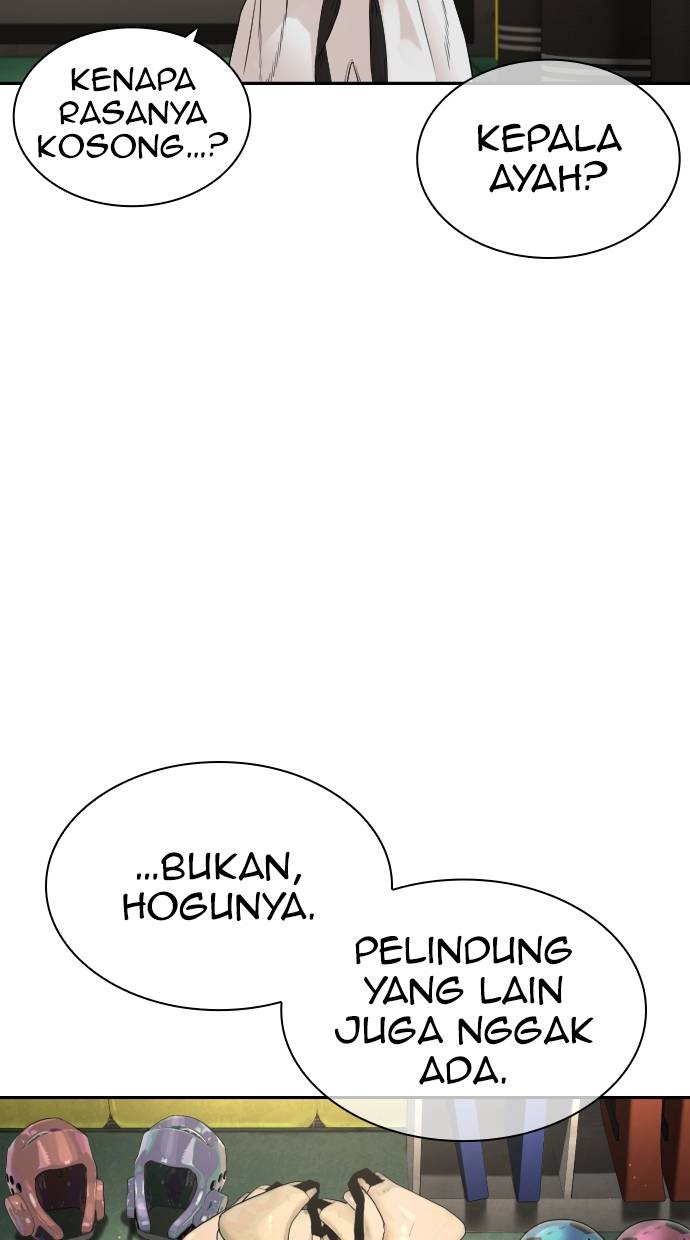 KENAPA
RASANYA
KOSONG...?
KEPALA
AYAH?
...BUKAN,
HOGUNYA.
PELINDUNG
YANG LAIN
JUGA NGGAK
ADA.